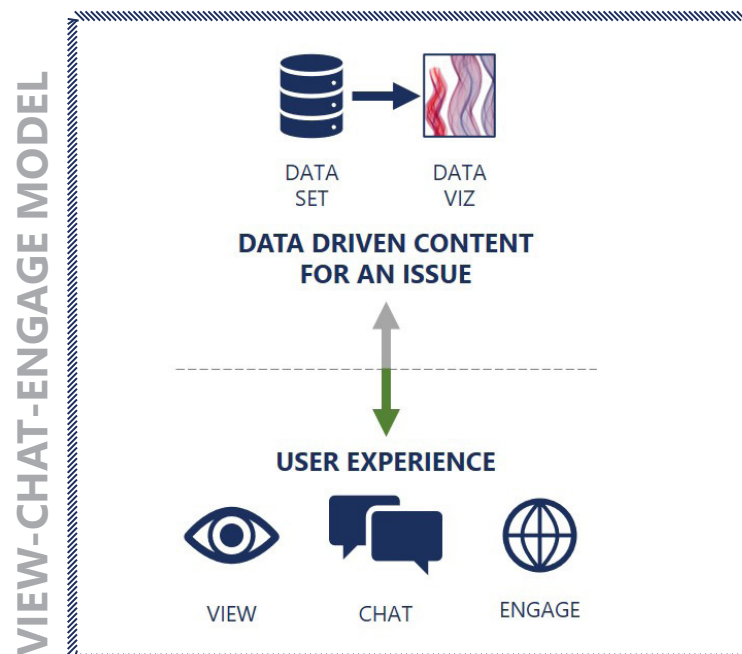 VIEW-CHAT-ENGAGE MODEL
DATA
SET
DATA
VIZ
DATA DRIVEN CONTENT
FOR AN ISSUE
USER EXPERIENCE
VIEW
CHAT
ENGAGE